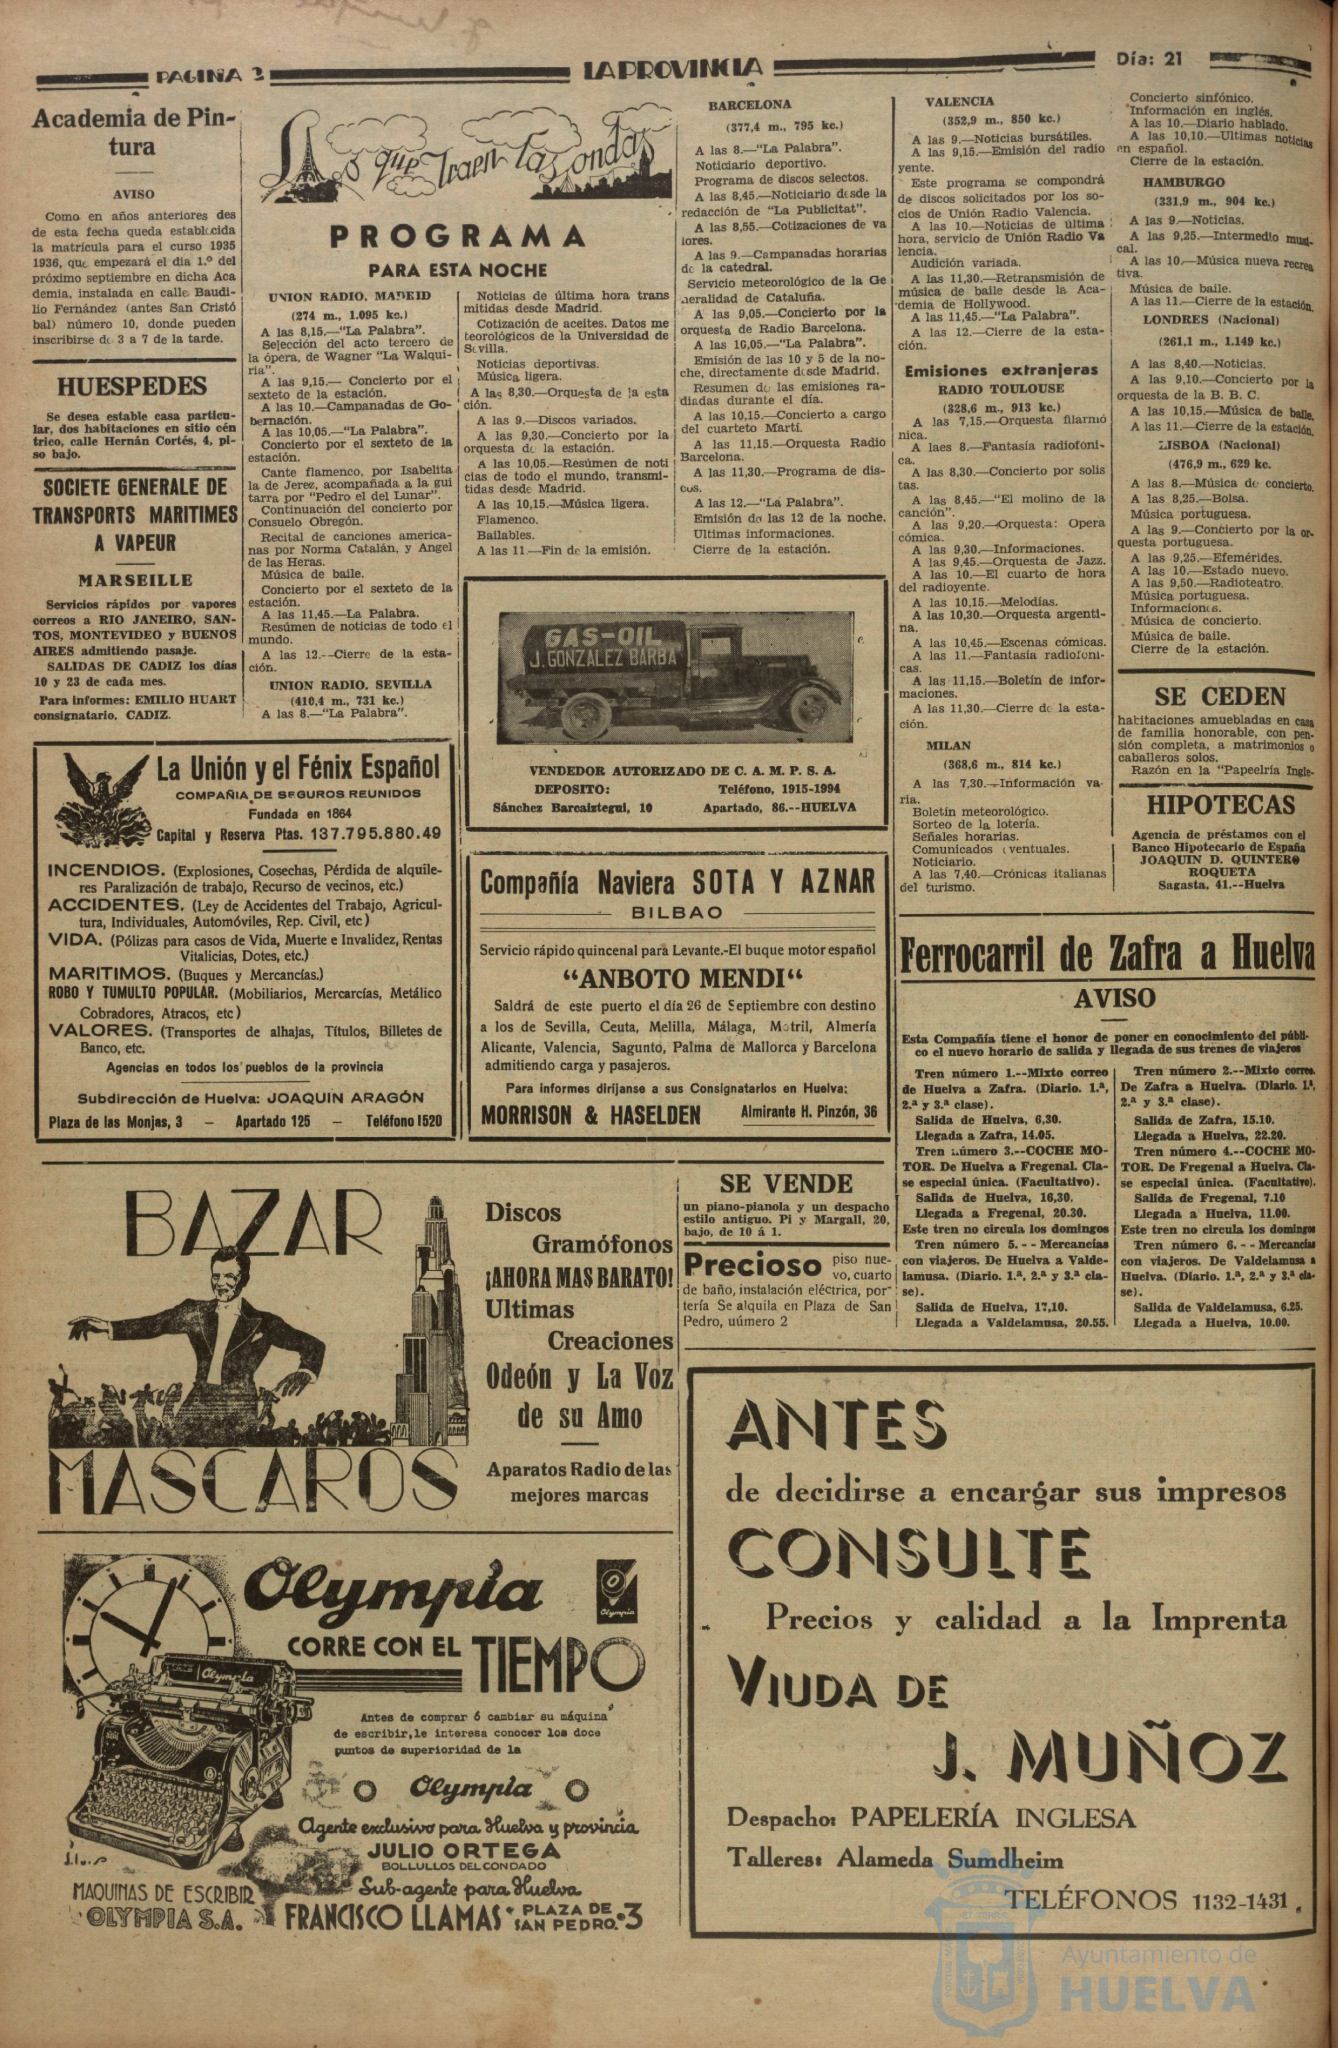 PAGINA 2
LA PROVINCIA
Día: 21
Academia de Pin-
tura
AVISO
Como en años anteriores des
de esta fecha queda establecida
la matrícula para el curso 1935
1936, que empezará el día 1.º del
próximo septiembre en dicha Aca
demia, instalada en calle Baudi-
lio Fernández (antes San Cristó
bal) número 10, donde pueden
inscribirse de 3 a 7 de la tarde.
HUESPEDES
Se desea estable casa particu-
lar, dos habitaciones en sitio cén
trico, calle Hernán Cortés, 4, pi-
so bajo.
SOCIETE GENERALE DE
TRANSPORTS MARITIMES
A VAPEUR
MARSEILLE
Servicios rápidos por vapores
correos a RIO JANEIRO, SAN-
TOS, MONTEVIDEO y BUENOS
AIRES admitiendo pasaje.
SALIDAS DE CADIZ los días
10 y 23 de cada mes.
Para informes: EMILIO HUART
consignatario, CADIZ.
Lo que traen las ondas
PROGRAMA
PARA ESTA NOCHE
UNION RADIO, MADRID
(274 m., 1.095 kc.)
A las 8,15.—"La Palabra".
Selección del acto tercero de
la ópera, de Wagner "La Walqui-
ria".
A las 9,15.— Concierto por el
sexteto de la estación.
A las 10.—Campanadas de Go-
bernación.
A las 10,05.—"La Palabra".
Concierto por el sexteto de la
estación.
Cante flamenco, por Isabelita
la de Jerez, acompañada a la gui
tarra por "Pedro el del Lunar".
Continuación del concierto por
Consuelo Obregón.
Recital de canciones america-
nas por Norma Catalán, y Angel
de las Heras.
Música de baile.
Concierto por el sexteto de la
estación.
A las 11,45.—La Palabra.
Resúmen de noticias de todo el
mundo.
A las 12.—Cierre de la esta-
ción.
UNION RADIO, SEVILLA
(410,4 m., 731 kc.)
A las 8.—"La Palabra".
Noticias de última hora trans
mitidas desde Madrid.
Cotización de aceites. Datos me
teorológicos de la Universidad de
Sevilla.
Noticias deportivas.
Música ligera.
A las 8,30.—Orquesta de la esta
ción.
A las 9.—Discos variados.
A las 9,30.—Concierto por la
orquesta de la estación.
A las 10,05.—Resúmen de noti
cias de todo el mundo, transmi-
tidas desde Madrid.
A las 10,15.—Música ligera.
Flamenco.
Bailables.
A las 11.—Fin de la emisión.
BARCELONA
(377,4 m., 795 kc.)
A las 8.—"La Palabra".
Noticiario deportivo.
Programa de discos selectos.
A las 8,45.—Noticiario desde la
redacción de "La Publicitat".
A las 8,55.—Cotizaciones de va
lores.
A las 9.—Campanadas horarias
de la catedral.
Servicio meteorológico de la Ge
neralidad de Cataluña.
A las 9,05.—Concierto por la
orquesta de Radio Barcelona.
A las 10,05.—"La Palabra".
Emisión de las 10 y 5 de la no-
che, directamente desde Madrid.
Resumen de las emisiones ra-
diadas durante el día.
A las 10,15.—Concierto a cargo
del cuarteto Martí.
A las 11,15.—Orquesta Radio
Barcelona.
A las 11,30.—Programa de dis-
cos.
A las 12.—"La Palabra".
Emisión de las 12 de la noche.
Ultimas informaciones.
Cierre de la estación.
VALENCIA
(352,9 m., 850 kc.)
A las 9.—Noticias bursátiles.
A las 9,15.—Emisión del radio
yente.
Este programa se compondrá
de discos solicitados por los so-
cios de Unión Radio Valencia.
A las 10.—Noticias de última
hora, servicio de Unión Radio Va
lencia.
Audición variada.
A las 11,30.—Retransmisión de
música de baile desde la Aca-
demia de Hollywood.
A las 11,45.—"La Palabra".
A las 12.—Cierre de la esta-
ción.
Emisiones extranjeras
RADIO TOULOUSE
(328,6 m., 913 kc.)
A las 7,15.—Orquesta filarmó
nica.
A laes 8.—Fantasía radiofoni-
ca.
A las 8,30.—Concierto por solis
tas.
A las 8,45.—"El molino de la
canción".
A las 9,20.—Orquesta: Opera
cómica.
A las 9,30.—Informaciones.
A las 9,45.—Orquesta de Jazz.
A las 10.—El cuarto de hora
del radioyente.
A las 10,15.—Melodías.
A las 10,30.—Orquesta argenti-
na.
A las 10,45.—Escenas cómicas.
A las 11.—Fantasía radiofoni-
cas.
A las 11,15.—Boletín de infor-
maciones.
A las 11,30.—Cierre de la esta-
ción.
MILAN
(368,6 m., 814 kc.)
A las 7,30.—Información va-
ria.
Boletín meteorológico.
Sorteo de la lotería.
Señales horarias.
Comunicados eventuales.
Noticiario.
A las 7,40.—Crónicas italianas
del turismo.
Concierto sinfónico.
Información en inglés.
A las 10.—Diario hablado.
A las 10,10.—Ultimas noticias
en español.
Cierre de la estación.
HAMBURGO
(331,9 m., 904 kc.)
A las 9.—Noticias.
A las 9,25.—Intermedio musi-
cal.
A las 10.—Música nueva recrea
tiva.
Música de baile.
A las 11.—Cierre de la estación.
LONDRES (Nacional)
(261,1 m., 1.149 kc.)
A las 8,40.—Noticias.
A las 9,10.—Concierto por la
orquesta de la B. B. C.
A las 10,15.—Música de baile.
A las 11.—Cierre de la estación.
LISBOA (Nacional)
(476,9 m., 629 kc.
A las 8.—Música de concierto.
A las 8,25.—Bolsa.
Música portuguesa.
A las 9.—Concierto por la or-
questa portuguesa.
A las 9,25.—Efemérides.
A las 10.—Estado nuevo.
A las 9,50.—Radioteatro.
Música portuguesa.
Informaciones.
Música de concierto.
Música de baile.
Cierre de la estación.
SE CEDEN
habitaciones amuebladas en casa
de familia honorable, con pen-
sión completa, a matrimonios o
caballeros solos.
Razón en la "Papeelría Ingle-
HIPOTECAS
Agencia de préstamos con el
Banco Hipotecario de España
JOAQUIN D. QUINTERO
ROQUETA
Sagasta, 41.--Huelva
La Unión y el Fénix Español
COMPAÑIA DE SEGUROS REUNIDOS
Fundada en 1864
Capital y Reserva Ptas. 137.795.880.49
INCENDIOS. (Explosiones, Cosechas, Pérdida de alquile-
res Paralización de trabajo, Recurso de vecinos, etc.)
ACCIDENTES. (Ley de Accidentes del Trabajo, Agricul-
tura, Individuales, Automóviles, Rep. Civil, etc)
VIDA. (Pólizas para casos de Vida, Muerte e Invalidez, Rentas
Vitalicias, Dotes, etc.)
MARITIMOS. (Buques y Mercancías.)
ROBO Y TUMULTO POPULAR. (Mobiliarios, Mercarcías, Metálico
Cobradores, Atracos, etc)
VALORES. (Transportes de alhajas, Títulos, Billetes de
Banco, etc.
Agencias en todos los pueblos de la provincia
Subdirección de Huelva: JOAQUIN ARAGÓN
Plaza de las Monjas, 3 — Apartado 125 — Teléfono 1520
GAS-OIL
J. GONZALEZ BARBA
VENDEDOR AUTORIZADO DE C. A. M. P. S. A.
DEPOSITO: Teléfono, 1915-1994
Sánchez Barcaiztegui, 10 Apartado, 86.--HUELVA
Compañía Naviera SOTA Y AZNAR
BILBAO
Servicio rápido quincenal para Levante.-El buque motor español
"ANBOTO MENDI"
Saldrá de este puerto el día 26 de Septiembre con destino
a los de Sevilla, Ceuta, Melilla, Málaga, Motril, Almería
Alicante, Valencia, Sagunto, Palma de Mallorca y Barcelona
admitiendo carga y pasajeros.
Para informes diríjanse a sus Consignatarios en Huelva:
MORRISON & HASELDEN Almirante H. Pinzón, 36
Ferrocarril de Zafra a Huelva
AVISO
Esta Compañía tiene el honor de poner en conocimiento del públi-
co el nuevo horario de salida y llegada de sus trenes de viajeros
Tren número 1.--Mixto correo
de Huelva a Zafra. (Diario. 1.ª,
2.ª y 3.ª clase).
Salida de Huelva, 6,30.
Llegada a Zafra, 14.05.
Tren número 3.--COCHE MO-
TOR. De Huelva a Fregenal. Cla-
se especial única. (Facultativo).
Salida de Huelva, 16,30.
Llegada a Fregenal, 20.30.
Este tren no circula los domingos
Tren número 5.--Mercancías
con viajeros. De Huelva a Valde-
lamusa. (Diario. 1.ª, 2.ª y 3.ª cla-
se).
Salida de Huelva, 17,10.
Llegada a Valdelamusa, 20.55.
Tren número 2.--Mixto correo.
De Zafra a Huelva. (Diario. 1.ª,
2.ª y 3.ª clase).
Salida de Zafra, 15.10.
Llegada a Huelva, 22.20.
Tren número 4.--COCHE MO-
TOR. De Fregenal a Huelva. Cla-
se especial única. (Facultativo).
Salida de Fregenal, 7.10
Llegada a Huelva, 11.00.
Este tren no circula los domingos
Tren número 6.--Mercancías
con viajeros. De Valdelamusa a
Huelva. (Diario. 1.ª, 2.ª y 3.ª cla-
se).
Salida de Valdelamusa, 6.25.
Llegada a Huelva, 10.00.
BAZAR
MASCAROS
Discos
Gramófonos
¡AHORA MAS BARATO!
Ultimas
Creaciones
Odeón y La Voz
de su Amo
Aparatos Radio de las
mejores marcas
SE VENDE
un piano-pianola y un despacho
estilo antiguo. Pi y Margall, 20,
bajo, de 10 á 1.
Precioso piso nue-
vo, cuarto
de baño, instalación eléctrica, por-
tería Se alquila en Plaza de San
Pedro, uúmero 2
Olympia
Olympia
CORRE CON EL TIEMPO
Olympia
Antes de comprar ó cambiar su máquina
de escribir,le interesa conocer los doce
puntos de superioridad de la
Olympia
Agente exclusivo para Huelva y provincia
JULIO ORTEGA
BOLLULLOS DEL CONDADO
Sub-agente para Huelva
FRANCISCO LLAMAS · PLAZA DE
SAN PEDRO·3
MAQUINAS DE ESCRIBIR
OLYMPIA S.A.
ANTES
de decidirse a encargar sus impresos
CONSULTE
Precios y calidad a la Imprenta
VIUDA DE
J. MUÑOZ
Despacho: PAPELERÍA INGLESA
Talleres: Alameda Sumdheim
TELÉFONOS 1132-1431
Ayuntamiento de
HUELVA